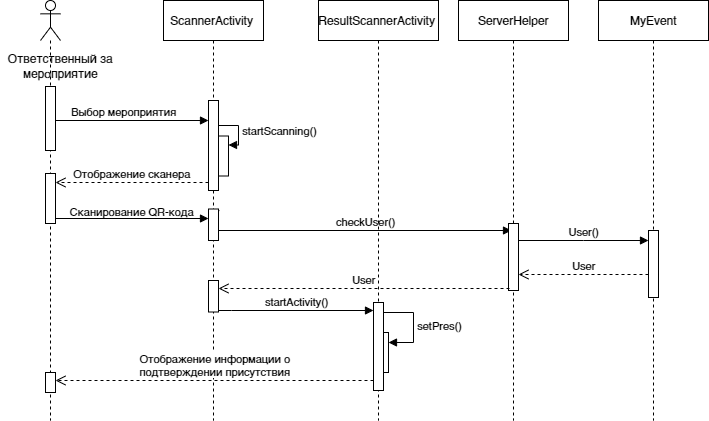 ScannerActivity
ResultScannerActivity
ServerHelper
MyEvent
Ответственный за
мероприятие
Выбор мероприятия
startScanning()
Отображение сканера
Сканирование QR-кода
checkUser()
User()
User
User
startActivity()
setPres()
Отображение информации о
подтверждении присутствия